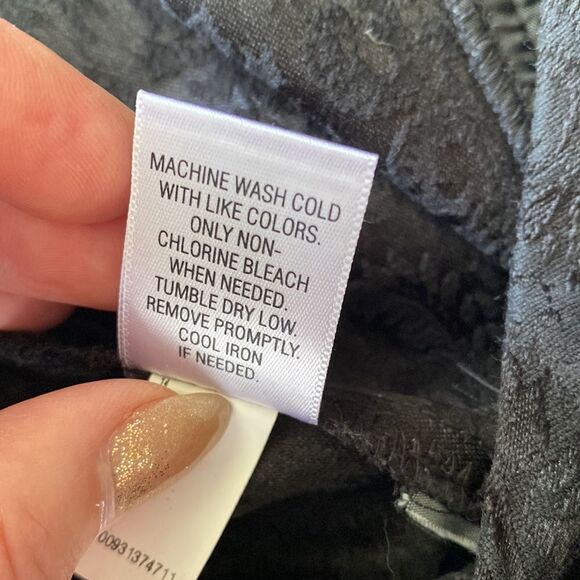 MACHINE WASH COLD
WITH LIKE COLORS.
ONLY NON-
CHLORINE BLEACH
WHEN NEEDED.
TUMBLE DRY LOW.
REMOVE PROMPTLY.
COOL IRON
IF NEEDED.
00931374711